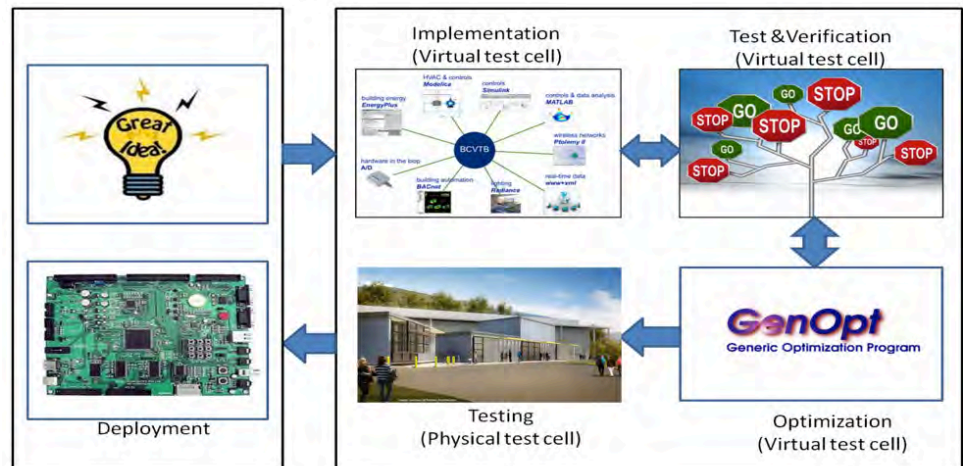 Great
Idea!
Implementation
(Virtual test cell)
HVAC & controls
Modelica
controls
Simulink
building energy
EnergyPlus
controls & data analysis
MATLAB
BCVTB
wireless networks
Ptolemy II
hardware in the loop
A/D
building automation
BACnet
lighting
Radiance
real-time data
www+xml
Test &Verification
(Virtual test cell)
GO
STOP
GO
STOP
STOP
GO
GO
STOP
GO
STOP
STOP
GenOpt
Generic Optimization Program
Optimization
(Virtual test cell)
Testing
(Physical test cell)
Deployment